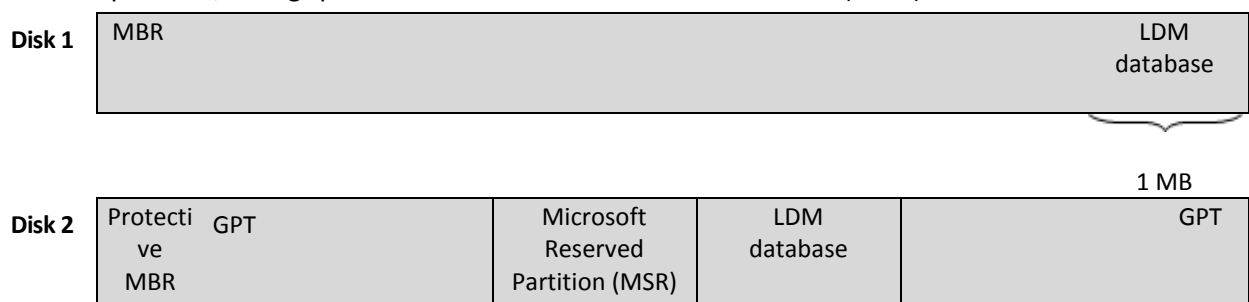 Disk 1 MBR LDM
database
1 MB
Disk 2 Protecti GPT Microsoft LDM GPT
ve Reserved database
MBR Partition (MSR)